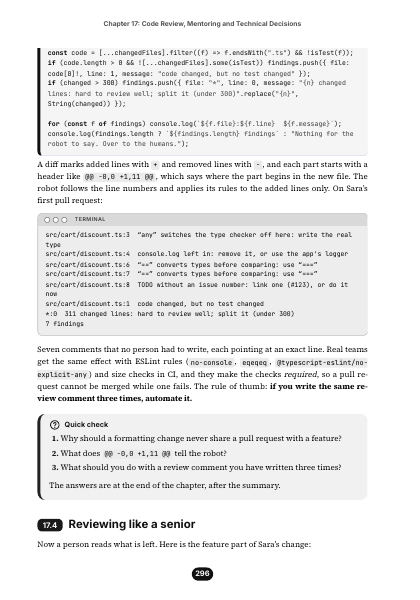 Chapter 17: Code Review, Mentoring and Technical Decisions
const code = [...changedFiles].filter((f) => f.endsWith(".ts") && !isTest(f));
if (code.length > 0 && ![...changedFiles].some(isTest)) findings.push({ file:
code[0]!, line: 1, message: "code changed, but no test changed" });
if (changed > 300) findings.push({ file: "*", line: 0, message: "{n} changed
lines: hard to review well; split it (under 300)".replace("{n}",
String(changed)) });
for (const f of findings) console.log(`${f.file}:${f.line}  ${f.message}`);
console.log(findings.length ? `${findings.length} findings` : "Nothing for the
robot to say. Over to the humans.");
A diff marks added lines with + and removed lines with -, and each part starts with a
header like @@ -0,0 +1,11 @@, which says where the part begins in the new file. The
robot follows the line numbers and applies its rules to the added lines only. On Sara's
first pull request:
TERMINAL
src/cart/discount.ts:3  "any" switches the type checker off here: write the real
type
src/cart/discount.ts:4  console.log left in: remove it, or use the app's logger
src/cart/discount.ts:6  "==" converts types before comparing: use "==="
src/cart/discount.ts:7  "==" converts types before comparing: use "==="
src/cart/discount.ts:8  TODO without an issue number: link one (#123), or do it
now
src/cart/discount.ts:1  code changed, but no test changed
*:0  311 changed lines: hard to review well; split it (under 300)
7 findings
Seven comments that no person had to write, each pointing at an exact line. Real teams
get the same effect with ESLint rules (no-console, eqeqeq, @typescript-eslint/no-
explicit-any) and size checks in CI, and they make the checks required, so a pull re-
quest cannot be merged while one fails. The rule of thumb: if you write the same re-
view comment three times, automate it.
Quick check
1. Why should a formatting change never share a pull request with a feature?
2. What does @@ -0,0 +1,11 @@ tell the robot?
3. What should you do with a review comment you have written three times?
The answers are at the end of the chapter, after the summary.
17.4 Reviewing like a senior
Now a person reads what is left. Here is the feature part of Sara's change:
296